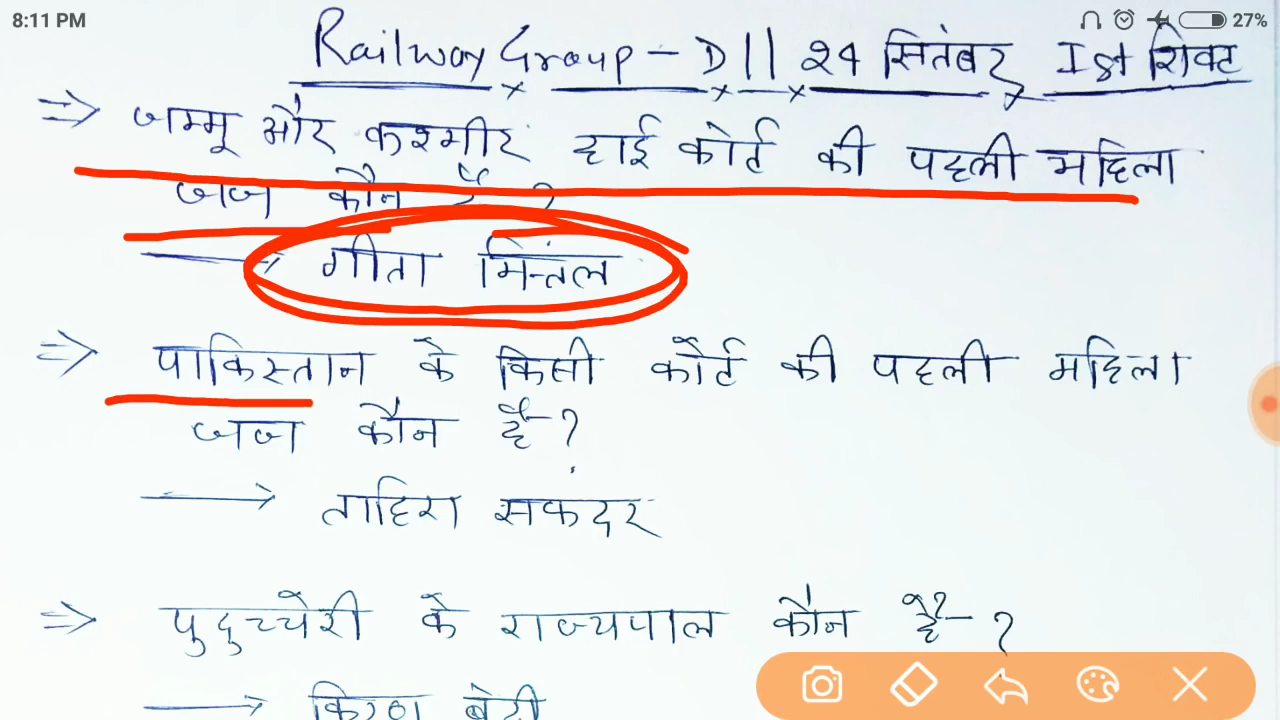 8:11 PM 27%
Railway Group - D || 24 सितंबर Ist शिफ्ट
⇒ जम्मू और कश्मीर हाई कोर्ट की पहली महिला
जज कौन है ?
→ गीता मित्तल
⇒ पाकिस्तान के किसी कोर्ट की पहली महिला
जज कौन है - ?
→ ताहिरा सफदर
⇒ पुदुच्चेरी के राज्यपाल कौन है - ?
→ किरण बेदी